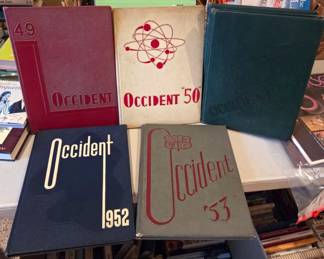 49
OCCIDENT
OCCIDENT '50
Occident
1952
Occident
'53